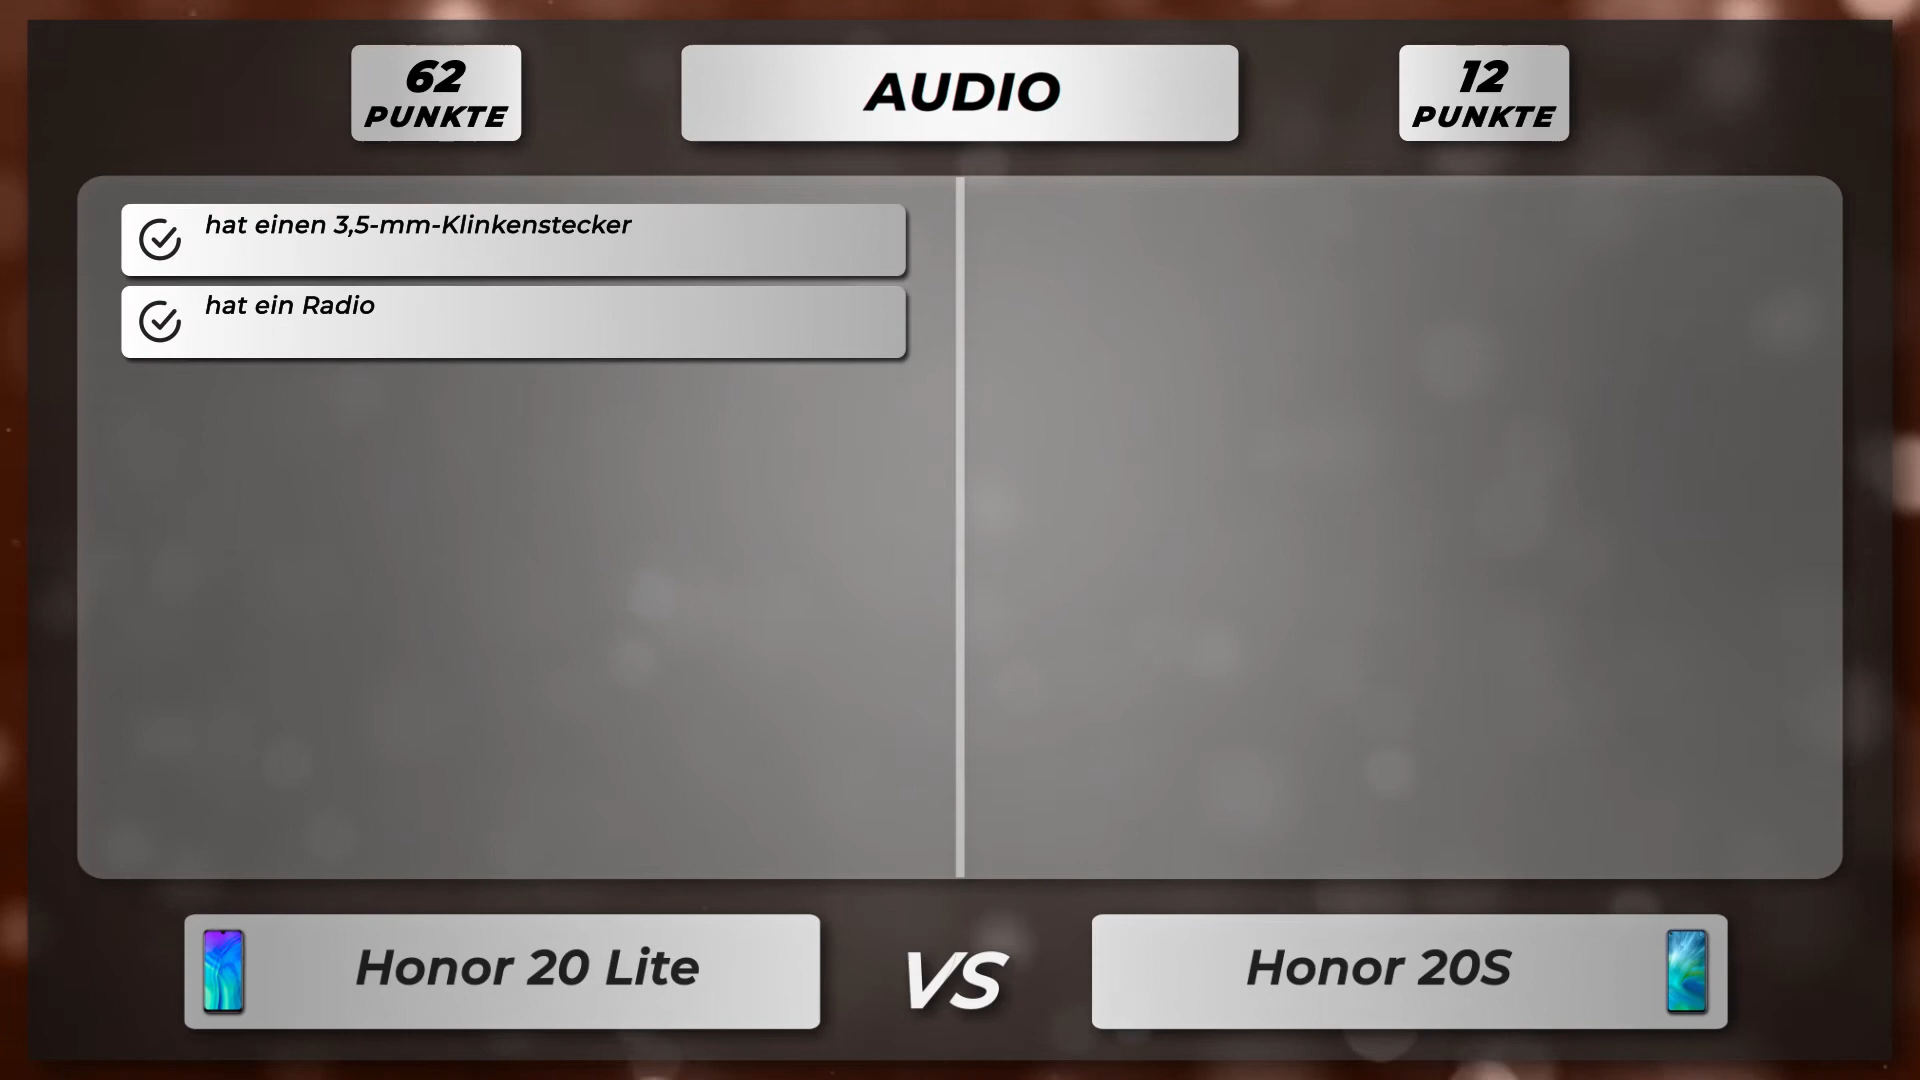 62
PUNKTE
AUDIO
12
PUNKTE
hat einen 3,5-mm-Klinkenstecker
hat ein Radio
Honor 20 Lite
VS
Honor 20S